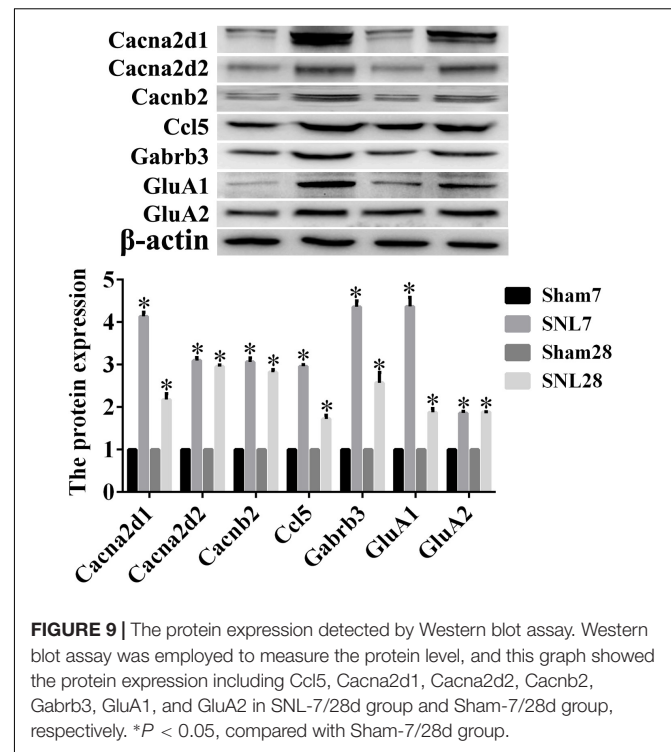 Cacna2d1
Cacna2d2
Cacnb2
Ccl5
Gabrb3
GluA1
GluA2
β-actin
The protein expression
5
4
3
2
1
0
* * * * * * * * * * * * * *
Cacna2d1 Cacna2d2 Cacnb2 Ccl5 Gabrb3 GluA1 GluA2
Sham7
SNL7
Sham28
SNL28
FIGURE 9 | The protein expression detected by Western blot assay. Western
blot assay was employed to measure the protein level, and this graph showed
the protein expression including Ccl5, Cacna2d1, Cacna2d2, Cacnb2,
Gabrb3, GluA1, and GluA2 in SNL-7/28d group and Sham-7/28d group,
respectively. *P < 0.05, compared with Sham-7/28d group.